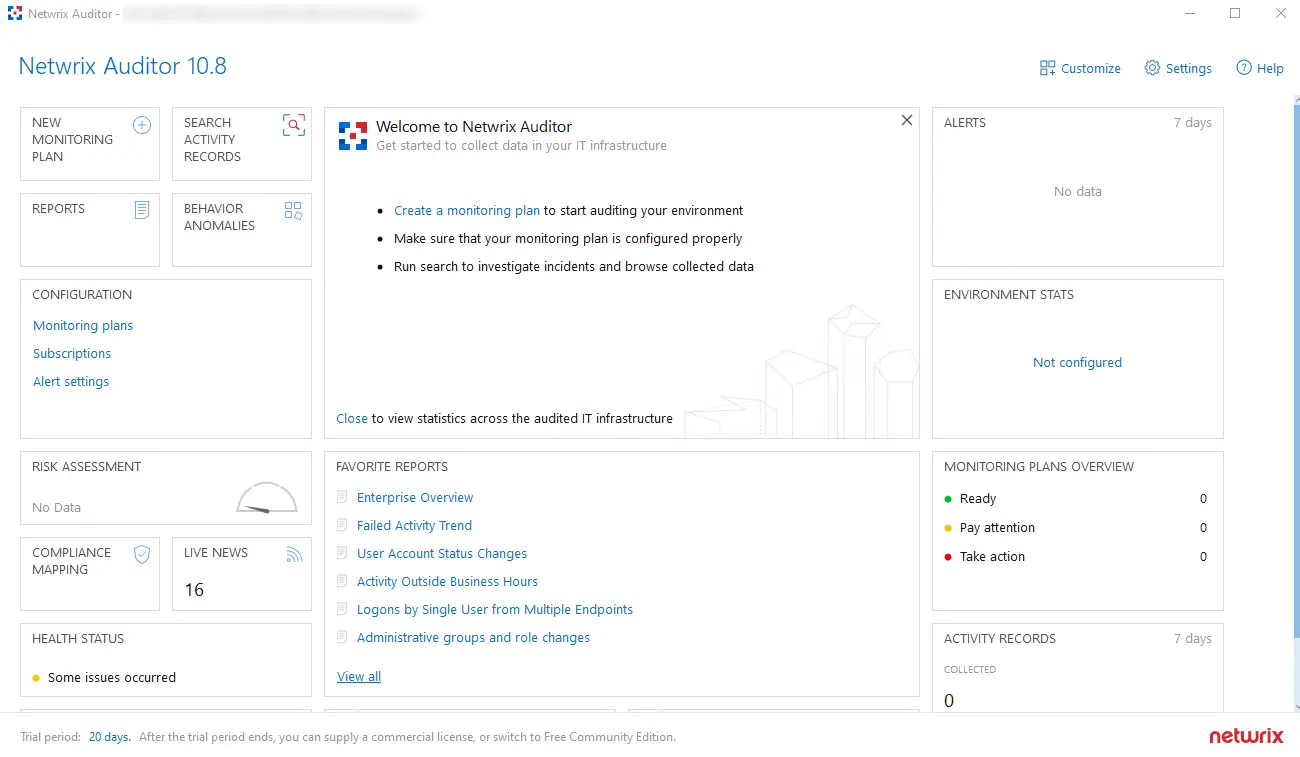 Netwrix Auditor -
Netwrix Auditor 10.8
Customize
Settings
Help
NEW
MONITORING
PLAN
SEARCH
ACTIVITY
RECORDS
REPORTS
BEHAVIOR
ANOMALIES
CONFIGURATION
Monitoring plans
Subscriptions
Alert settings
Welcome to Netwrix Auditor
Get started to collect data in your IT infrastructure
Create a monitoring plan to start auditing your environment
Make sure that your monitoring plan is configured properly
Run search to investigate incidents and browse collected data
Close to view statistics across the audited IT infrastructure
ALERTS 7 days
No data
ENVIRONMENT STATS
Not configured
RISK ASSESSMENT
No Data
COMPLIANCE
MAPPING
LIVE NEWS
16
HEALTH STATUS
Some issues occurred
FAVORITE REPORTS
Enterprise Overview
Failed Activity Trend
User Account Status Changes
Activity Outside Business Hours
Logons by Single User from Multiple Endpoints
Administrative groups and role changes
View all
MONITORING PLANS OVERVIEW
Ready 0
Pay attention 0
Take action 0
ACTIVITY RECORDS 7 days
COLLECTED
0
Trial period: 20 days. After the trial period ends, you can supply a commercial license, or switch to Free Community Edition.
netwrix